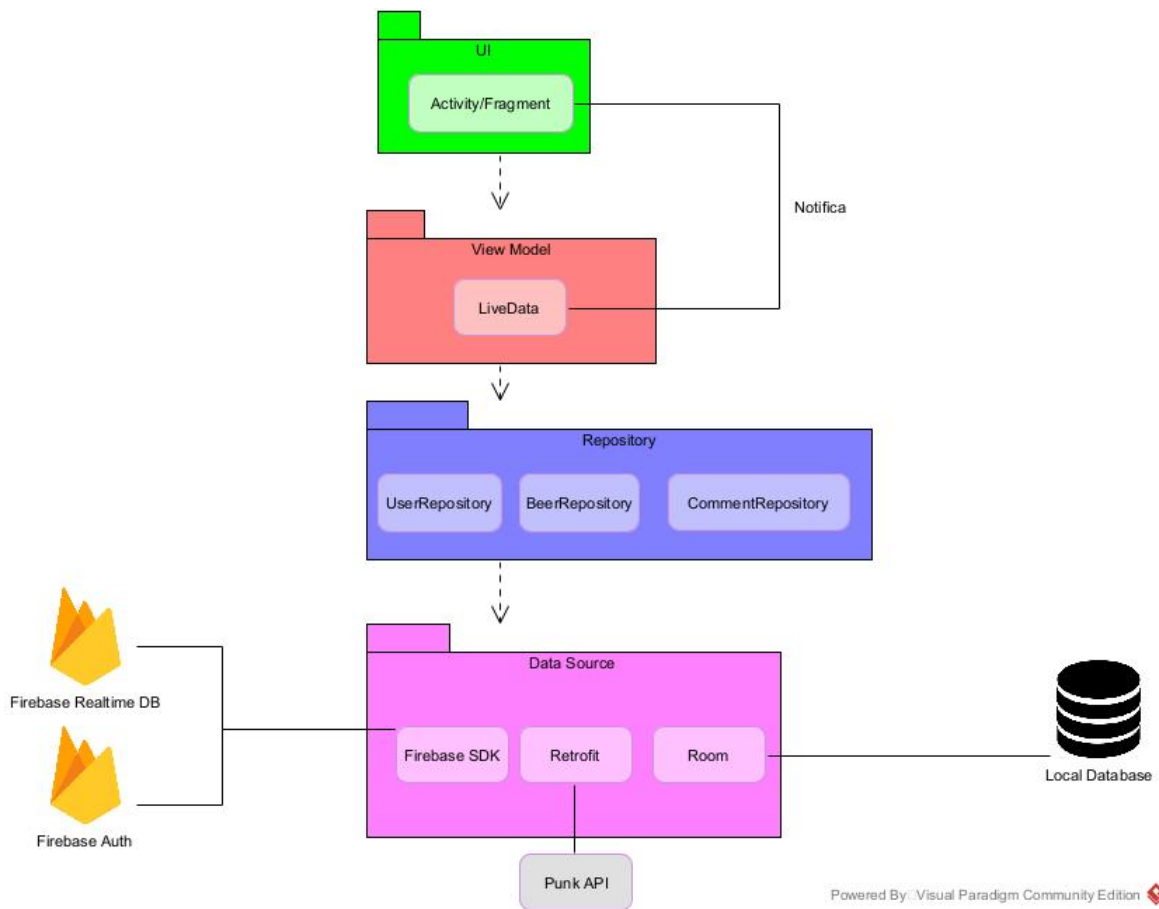 UI
Activity/Fragment
Notifica
View Model
LiveData
Repository
UserRepository
BeerRepository
CommentRepository
Data Source
Firebase Realtime DB
Firebase SDK
Retrofit
Room
Local Database
Firebase Auth
Punk API
Powered By Visual Paradigm Community Edition